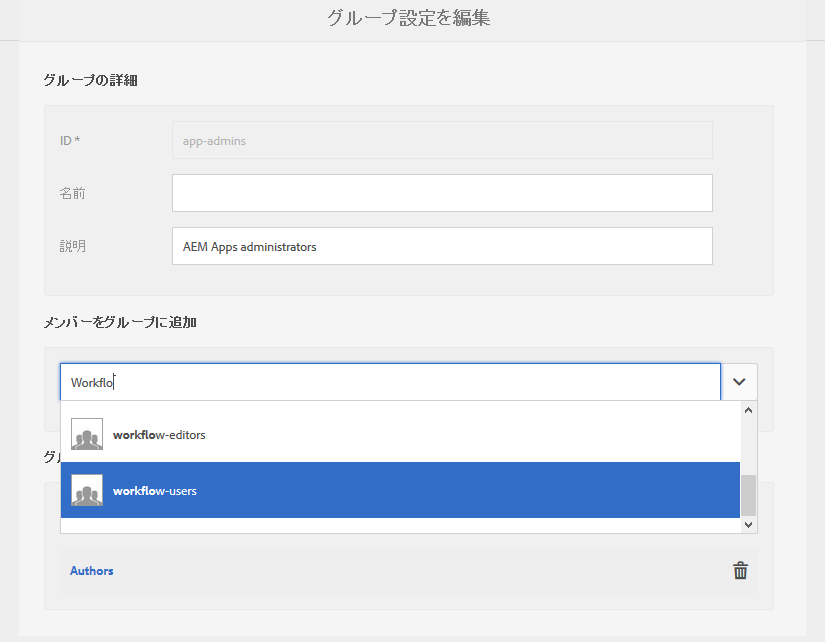 グループ設定を編集
グループの詳細
ID *
app-admins
名前
説明
AEM Apps administrators
メンバーをグループに追加
Workflo
workflow-editors
workflow-users
Authors